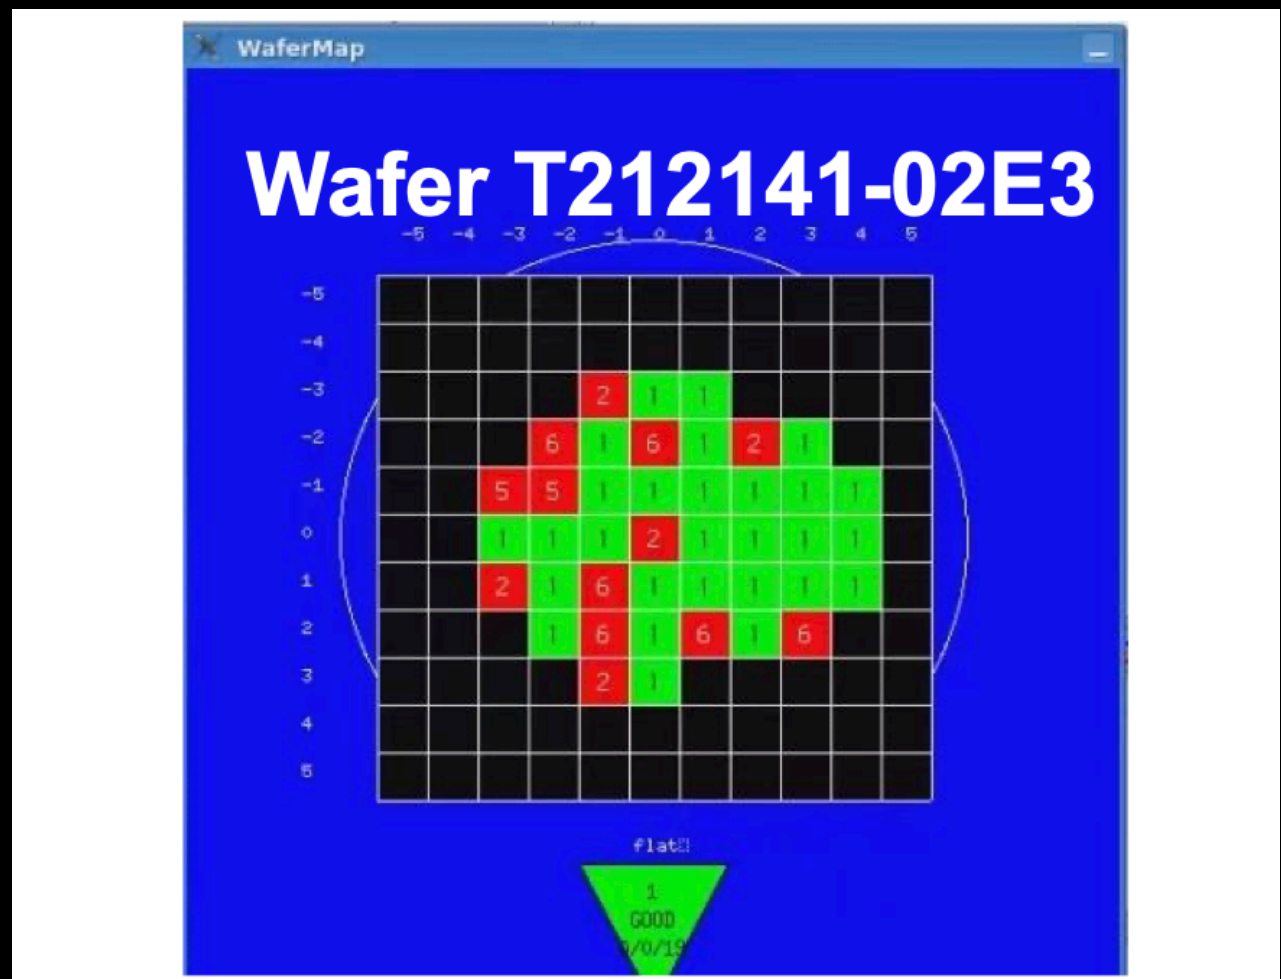 WaferMap
Wafer T212141-02E3
-5 -4 -3 -2 -1 0 1 2 3 4 5
-5
-4
-3 2 1 1
-2 6 1 6 1 2 1
-1 5 5 1 1 1 1 1 1
0 1 1 1 2 1 1 1 1
1 2 1 6 1 1 1 1 1
2 1 6 1 6 1 6
3 2 1
4
5
flat
1
GOOD